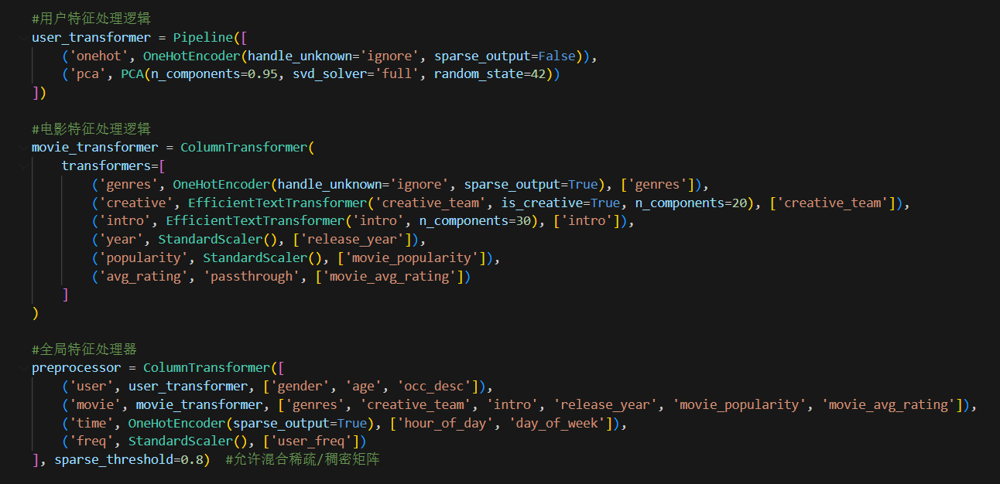 #用户特征处理逻辑
user_transformer = Pipeline([
    ('onehot', OneHotEncoder(handle_unknown='ignore', sparse_output=False)),
    ('pca', PCA(n_components=0.95, svd_solver='full', random_state=42))
])
#电影特征处理逻辑
movie_transformer = ColumnTransformer(
    transformers=[
        ('genres', OneHotEncoder(handle_unknown='ignore', sparse_output=True), ['genres']),
        ('creative', EfficientTextTransformer('creative_team', is_creative=True, n_components=20), ['creative_team']),
        ('intro', EfficientTextTransformer('intro', n_components=30), ['intro']),
        ('year', StandardScaler(), ['release_year']),
        ('popularity', StandardScaler(), ['movie_popularity']),
        ('avg_rating', 'passthrough', ['movie_avg_rating'])
    ]
)
#全局特征处理器
preprocessor = ColumnTransformer([
    ('user', user_transformer, ['gender', 'age', 'occ_desc']),
    ('movie', movie_transformer, ['genres', 'creative_team', 'intro', 'release_year', 'movie_popularity', 'movie_avg_rating']),
    ('time', OneHotEncoder(sparse_output=True), ['hour_of_day', 'day_of_week']),
    ('freq', StandardScaler(), ['user_freq'])
], sparse_threshold=0.8)  #允许混合稀疏/稠密矩阵